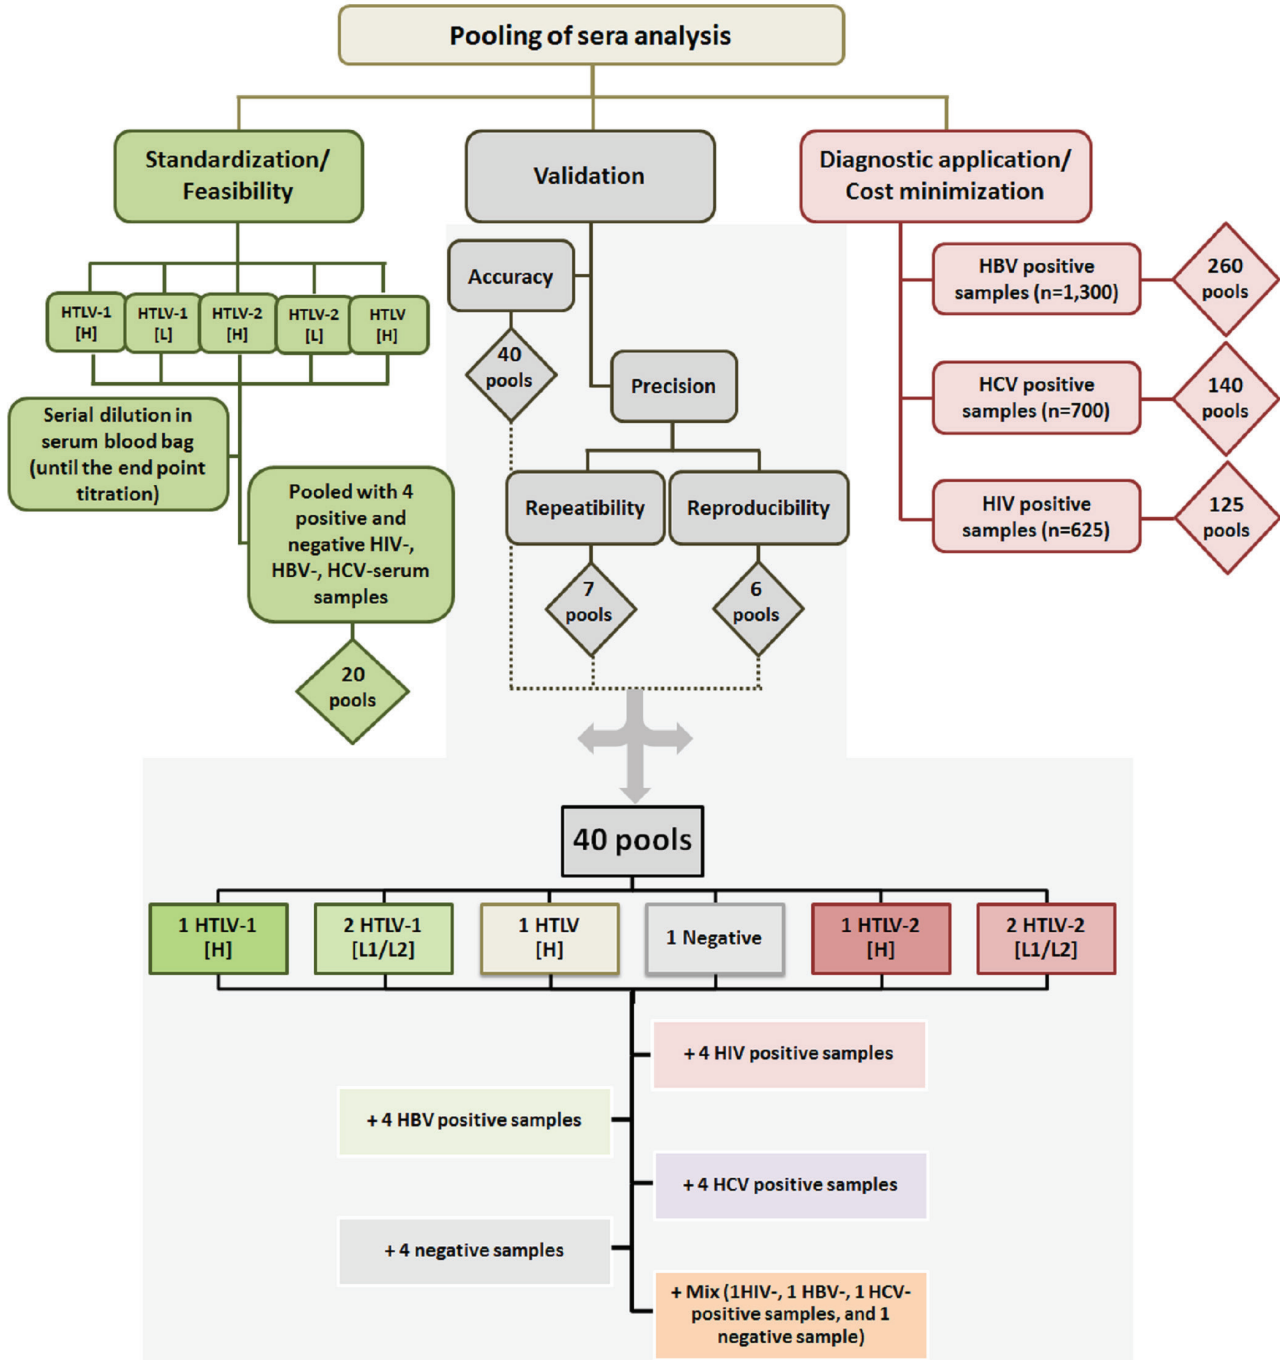 Pooling of sera analysis
Standardization/
Feasibility
Validation
Diagnostic application/
Cost minimization
HTLV-1
[H]
HTLV-1
[L]
HTLV-2
[H]
HTLV-2
[L]
HTLV
[H]
Serial dilution in
serum blood bag
(until the end point
titration)
Pooled with 4
positive and
negative HIV-,
HBV-, HCV-serum
samples
20
pools
Accuracy
40
pools
Precision
Repeatibility
Reproducibility
7
pools
6
pools
HBV positive
samples (n=1,300)
260
pools
HCV positive
samples (n=700)
140
pools
HIV positive
samples (n=625)
125
pools
40 pools
1 HTLV-1
[H]
2 HTLV-1
[L1/L2]
1 HTLV
[H]
1 Negative
1 HTLV-2
[H]
2 HTLV-2
[L1/L2]
+ 4 HIV positive samples
+ 4 HBV positive samples
+ 4 HCV positive samples
+ 4 negative samples
+ Mix (1HIV-, 1 HBV-, 1 HCV-
positive samples, and 1
negative sample)